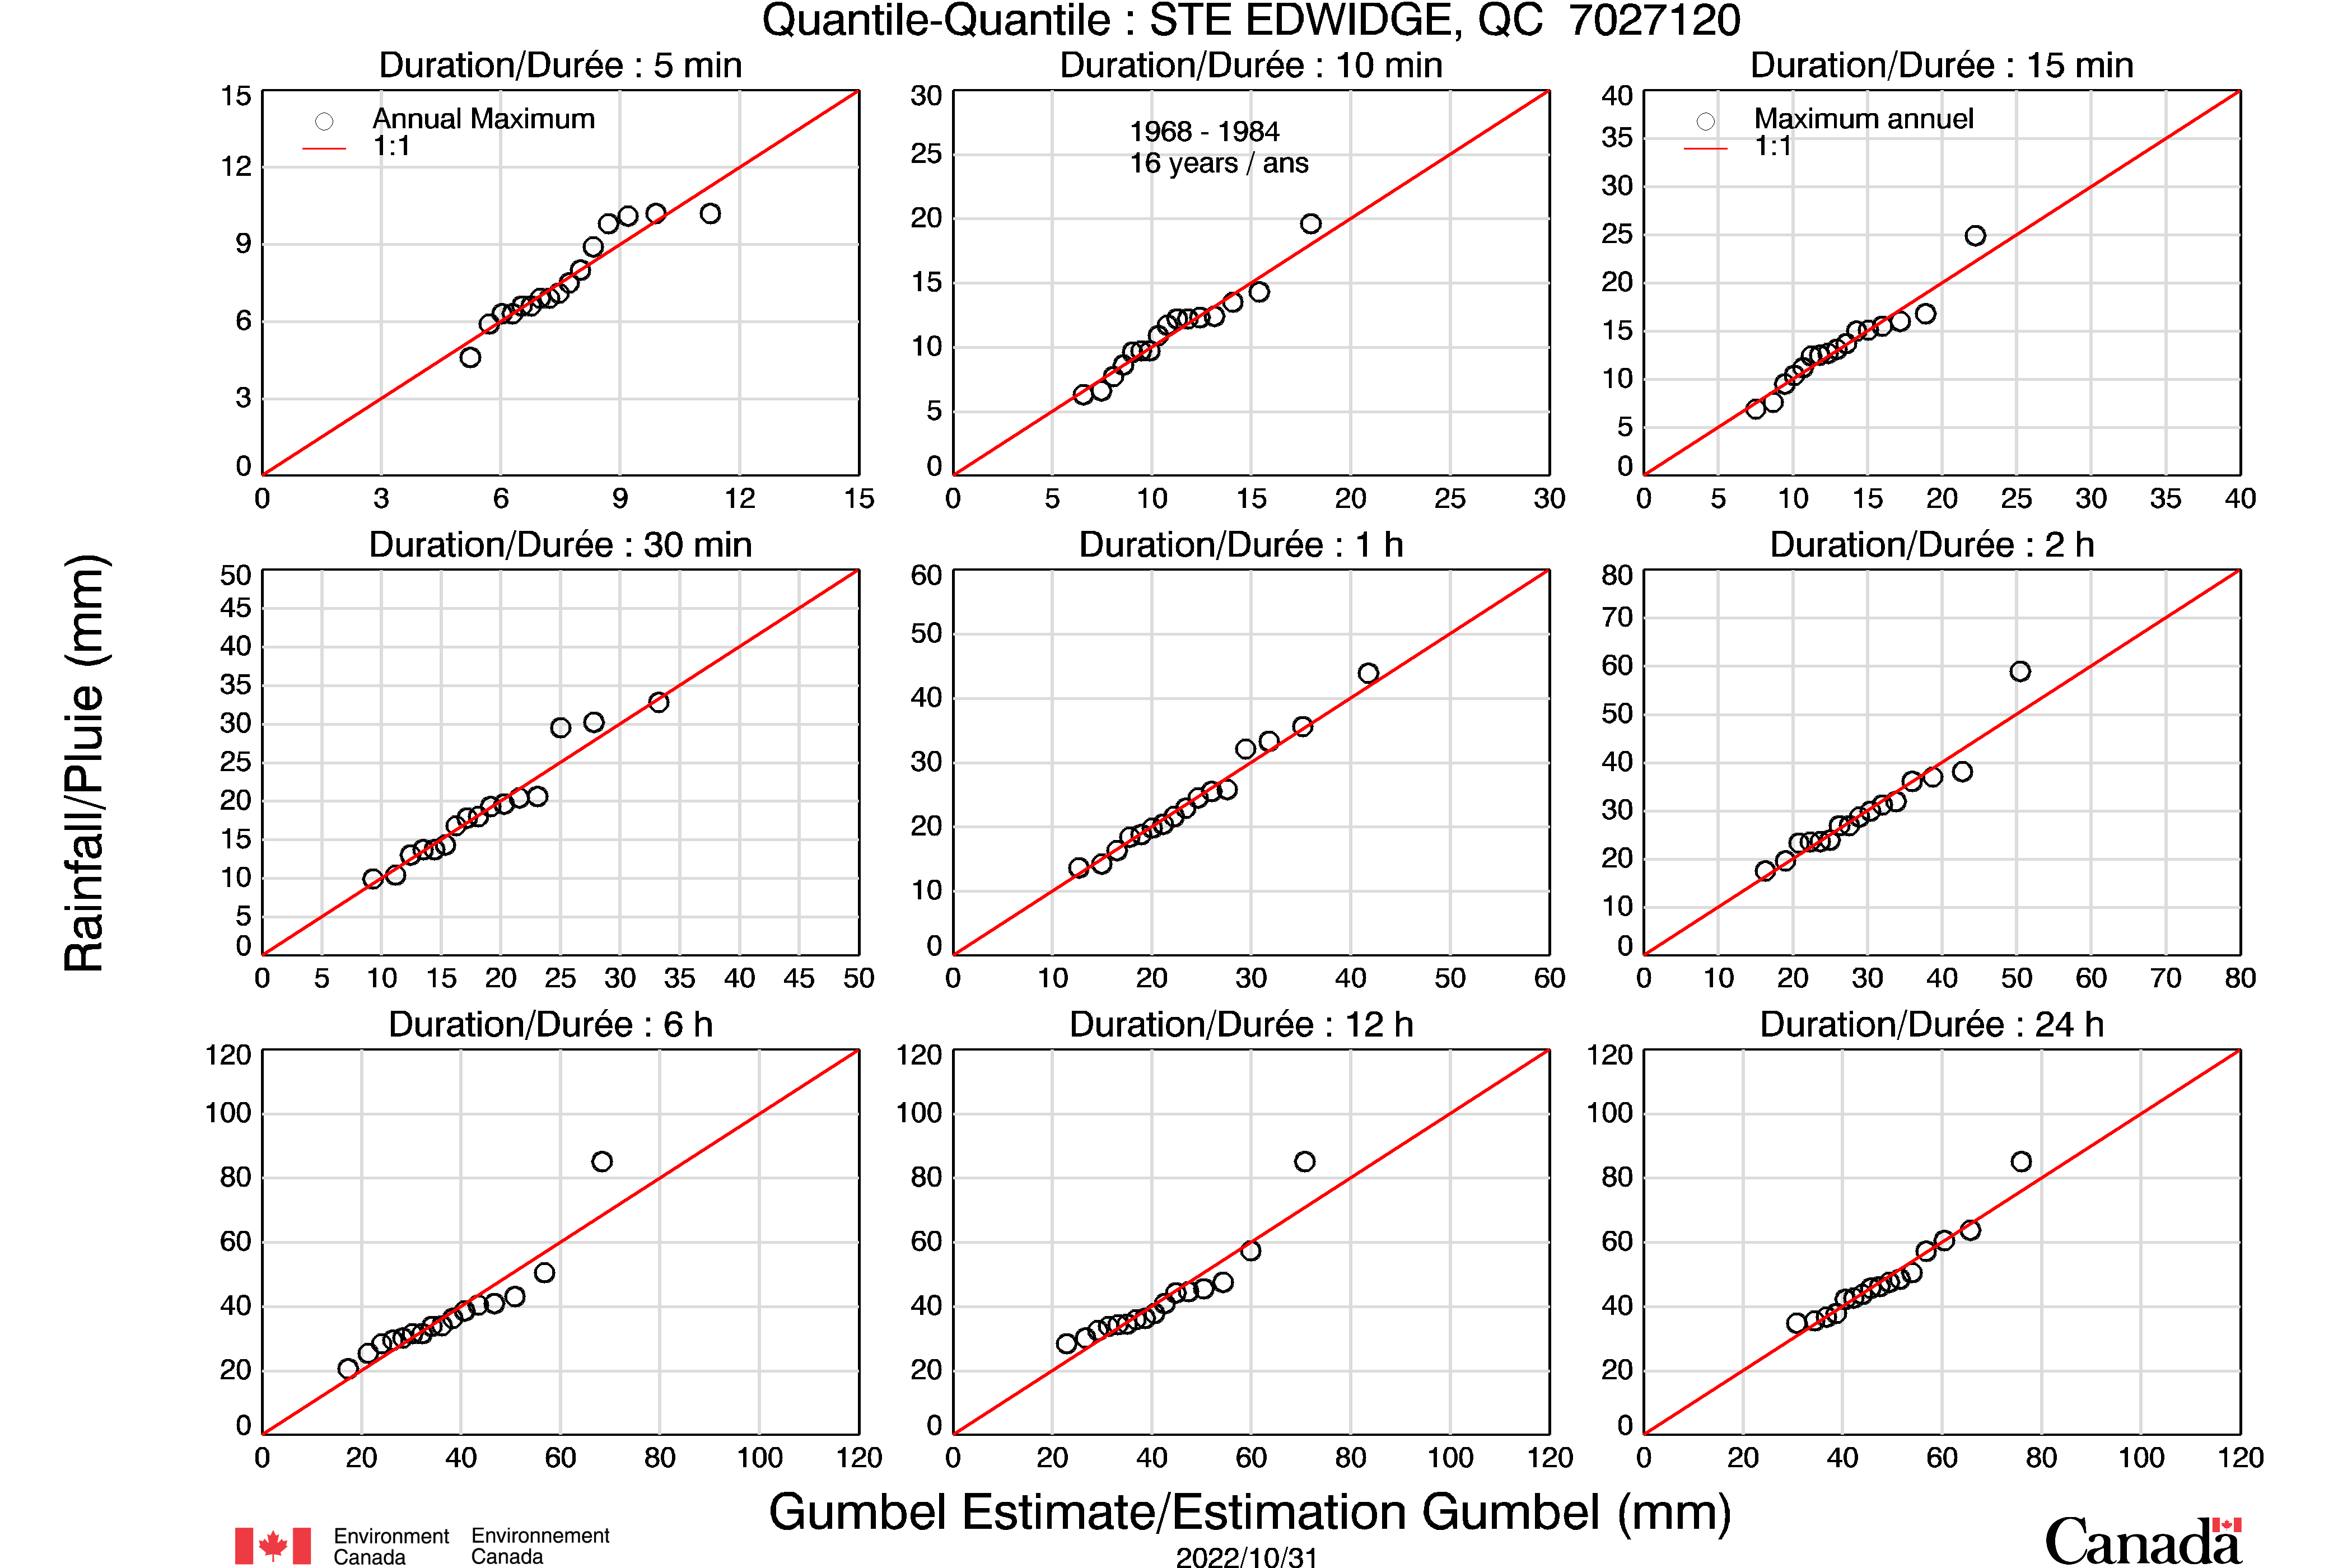 Quantile-Quantile : STE EDWIDGE, QC 7027120
Duration/Durée : 5 min
15
12
9
6
3
0
0 3 6 9 12 15
Annual Maximum
1:1
Duration/Durée : 10 min
30
25
20
15
10
5
0
0 5 10 15 20 25 30
1968 - 1984
16 years / ans
Duration/Durée : 15 min
40
35
30
25
20
15
10
5
0
0 5 10 15 20 25 30 35 40
Maximum annuel
1:1
Rainfall/Pluie (mm)
Duration/Durée : 30 min
50
45
40
35
30
25
20
15
10
5
0
0 5 10 15 20 25 30 35 40 45 50
Duration/Durée : 1 h
60
50
40
30
20
10
0
0 10 20 30 40 50 60
Duration/Durée : 2 h
80
70
60
50
40
30
20
10
0
0 10 20 30 40 50 60 70 80
Duration/Durée : 6 h
120
100
80
60
40
20
0
0 20 40 60 80 100 120
Duration/Durée : 12 h
120
100
80
60
40
20
0
0 20 40 60 80 100 120
Duration/Durée : 24 h
120
100
80
60
40
20
0
0 20 40 60 80 100 120
Gumbel Estimate/Estimation Gumbel (mm)
Environment
Canada
Environnement
Canada
2022/10/31
Canada